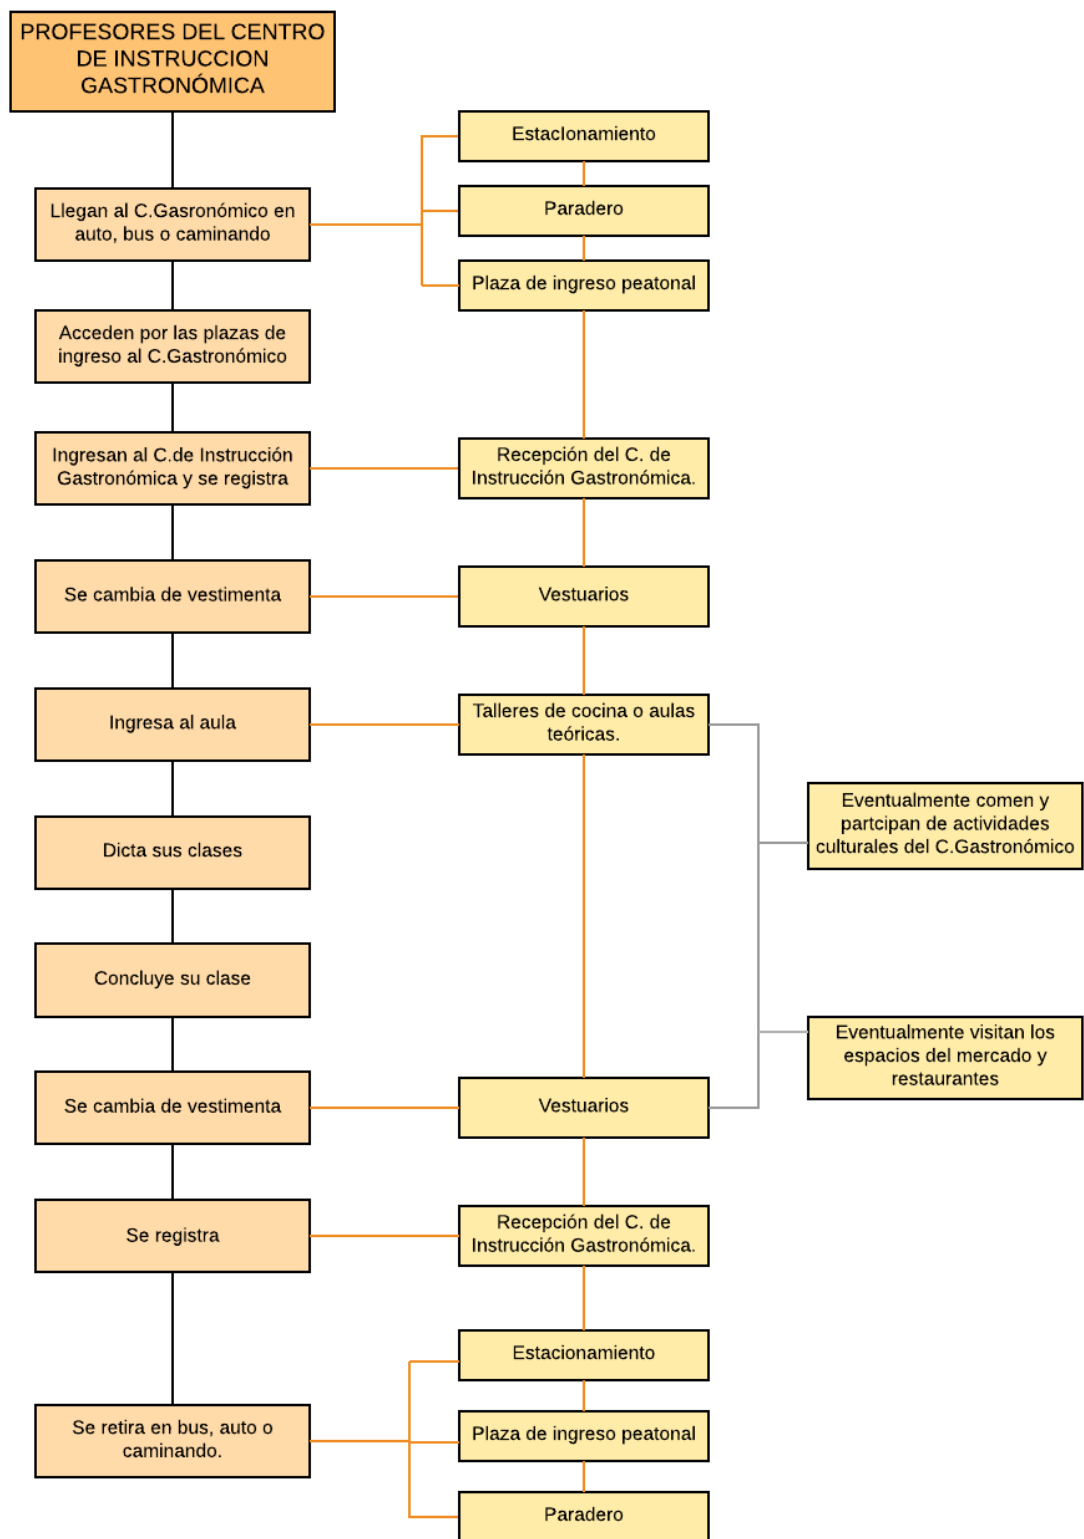 PROFESORES DEL CENTRO
DE INSTRUCCION
GASTRONÓMICA
EstacIonamiento
Llegan al C.Gasronómico en
auto, bus o caminando
Paradero
Plaza de ingreso peatonal
Acceden por las plazas de
ingreso al C.Gastronómico
Ingresan al C.de Instrucción
Gastronómica y se registra
Recepción del C. de
Instrucción Gastronómica.
Se cambia de vestimenta
Vestuarios
Ingresa al aula
Talleres de cocina o aulas
teóricas.
Eventualmente comen y
partcipan de actividades
culturales del C.Gastronómico
Dicta sus clases
Concluye su clase
Eventualmente visitan los
espacios del mercado y
restaurantes
Se cambia de vestimenta
Vestuarios
Se registra
Recepción del C. de
Instrucción Gastronómica.
Estacionamiento
Se retira en bus, auto o
caminando.
Plaza de ingreso peatonal
Paradero